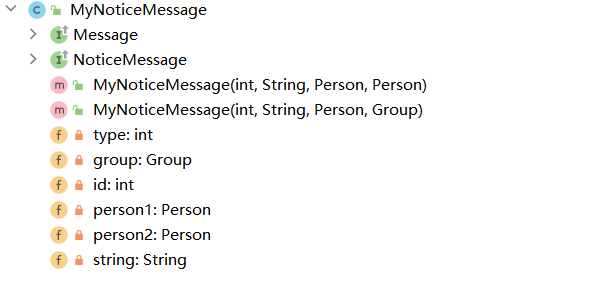 C MyNoticeMessage
I Message
I NoticeMessage
m MyNoticeMessage(int, String, Person, Person)
m MyNoticeMessage(int, String, Person, Group)
f type: int
f group: Group
f id: int
f person1: Person
f person2: Person
f string: String